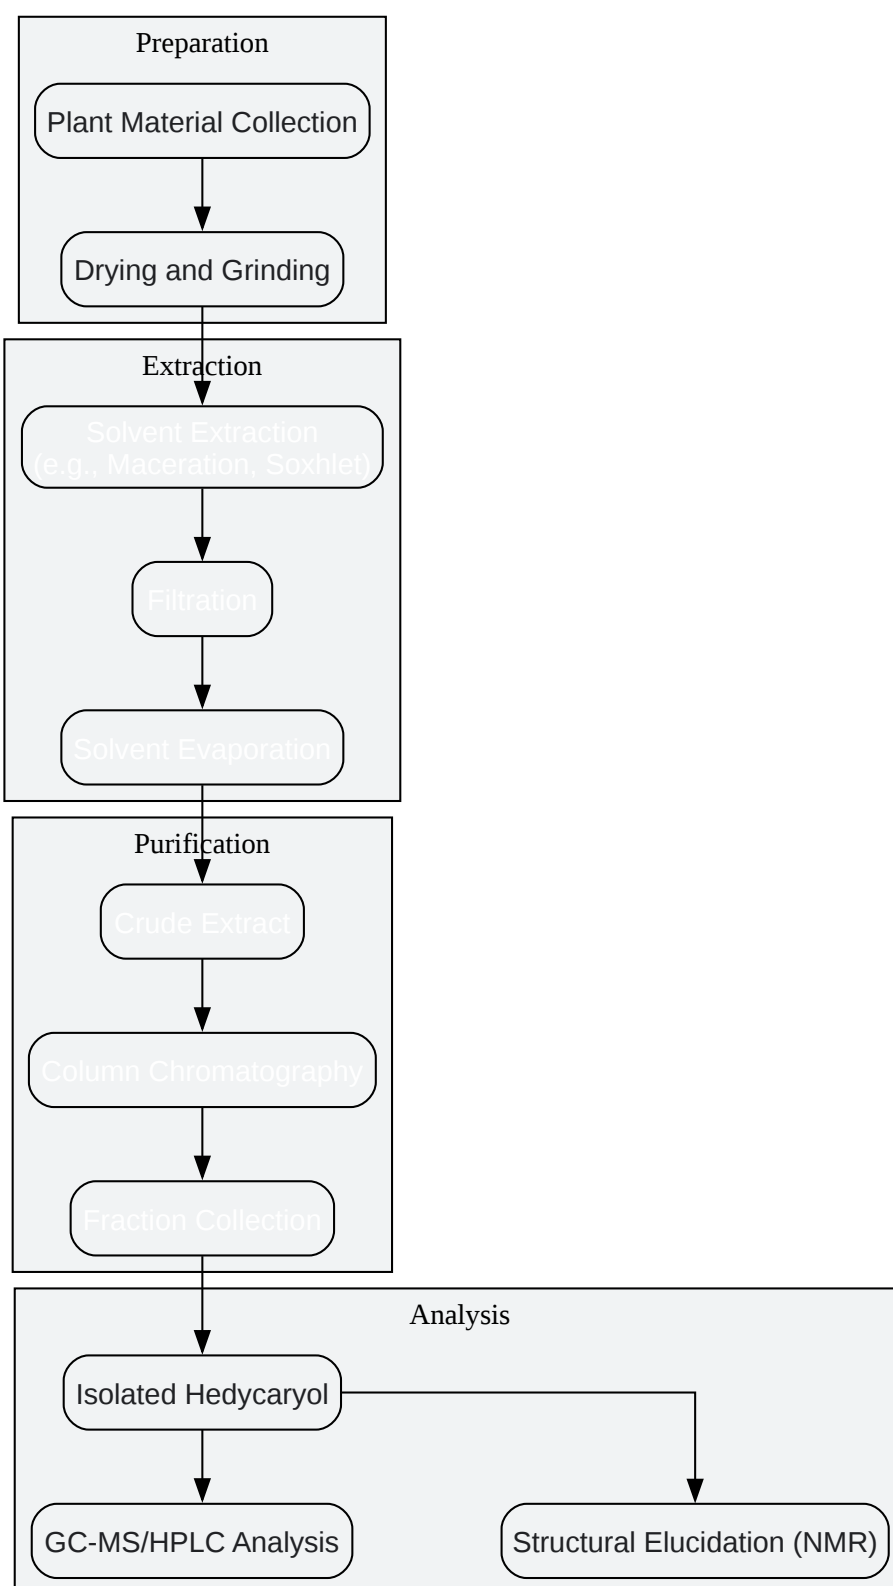 Preparation
Plant Material Collection
Drying and Grinding
Extraction
Solvent Extraction
(e.g., Maceration, Soxhlet)
Filtration
Solvent Evaporation
Purification
Crude Extract
Column Chromatography
Fraction Collection
Analysis
Isolated Hedycaryol
GC-MS/HPLC Analysis
Structural Elucidation (NMR)